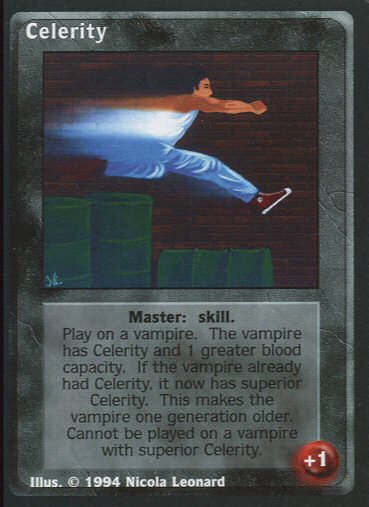 Celerity
Master: skill.
Play on a vampire. The vampire
has Celerity and 1 greater blood
capacity. If the vampire already
had Celerity, it now has superior
Celerity. This makes the
vampire one generation older.
Cannot be played on a vampire
with superior Celerity.
+1
Illus. © 1994 Nicola Leonard